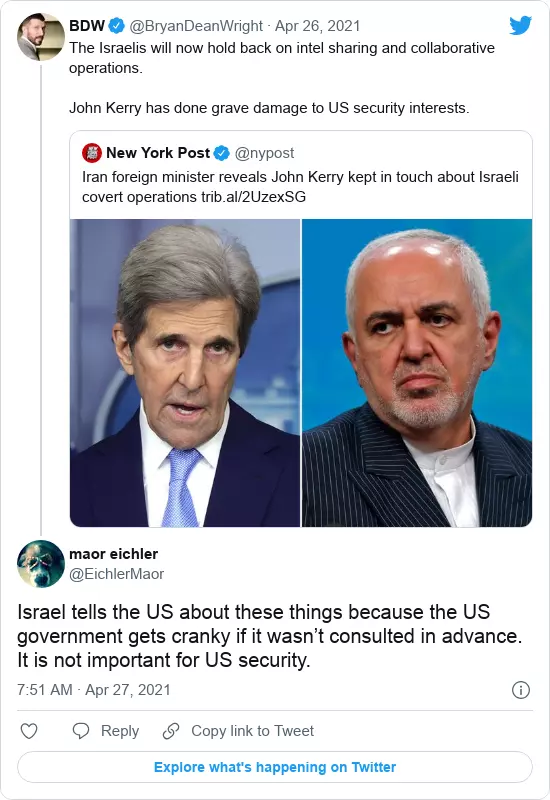 BDW @BryanDeanWright · Apr 26, 2021
The Israelis will now hold back on intel sharing and collaborative
operations.
John Kerry has done grave damage to US security interests.
New York Post @nypost
Iran foreign minister reveals John Kerry kept in touch about Israeli
covert operations trib.al/2UzexSG
maor eichler
@EichlerMaor
Israel tells the US about these things because the US
government gets cranky if it wasn’t consulted in advance.
It is not important for US security.
7:51 AM · Apr 27, 2021
Reply Copy link to Tweet
Explore what's happening on Twitter